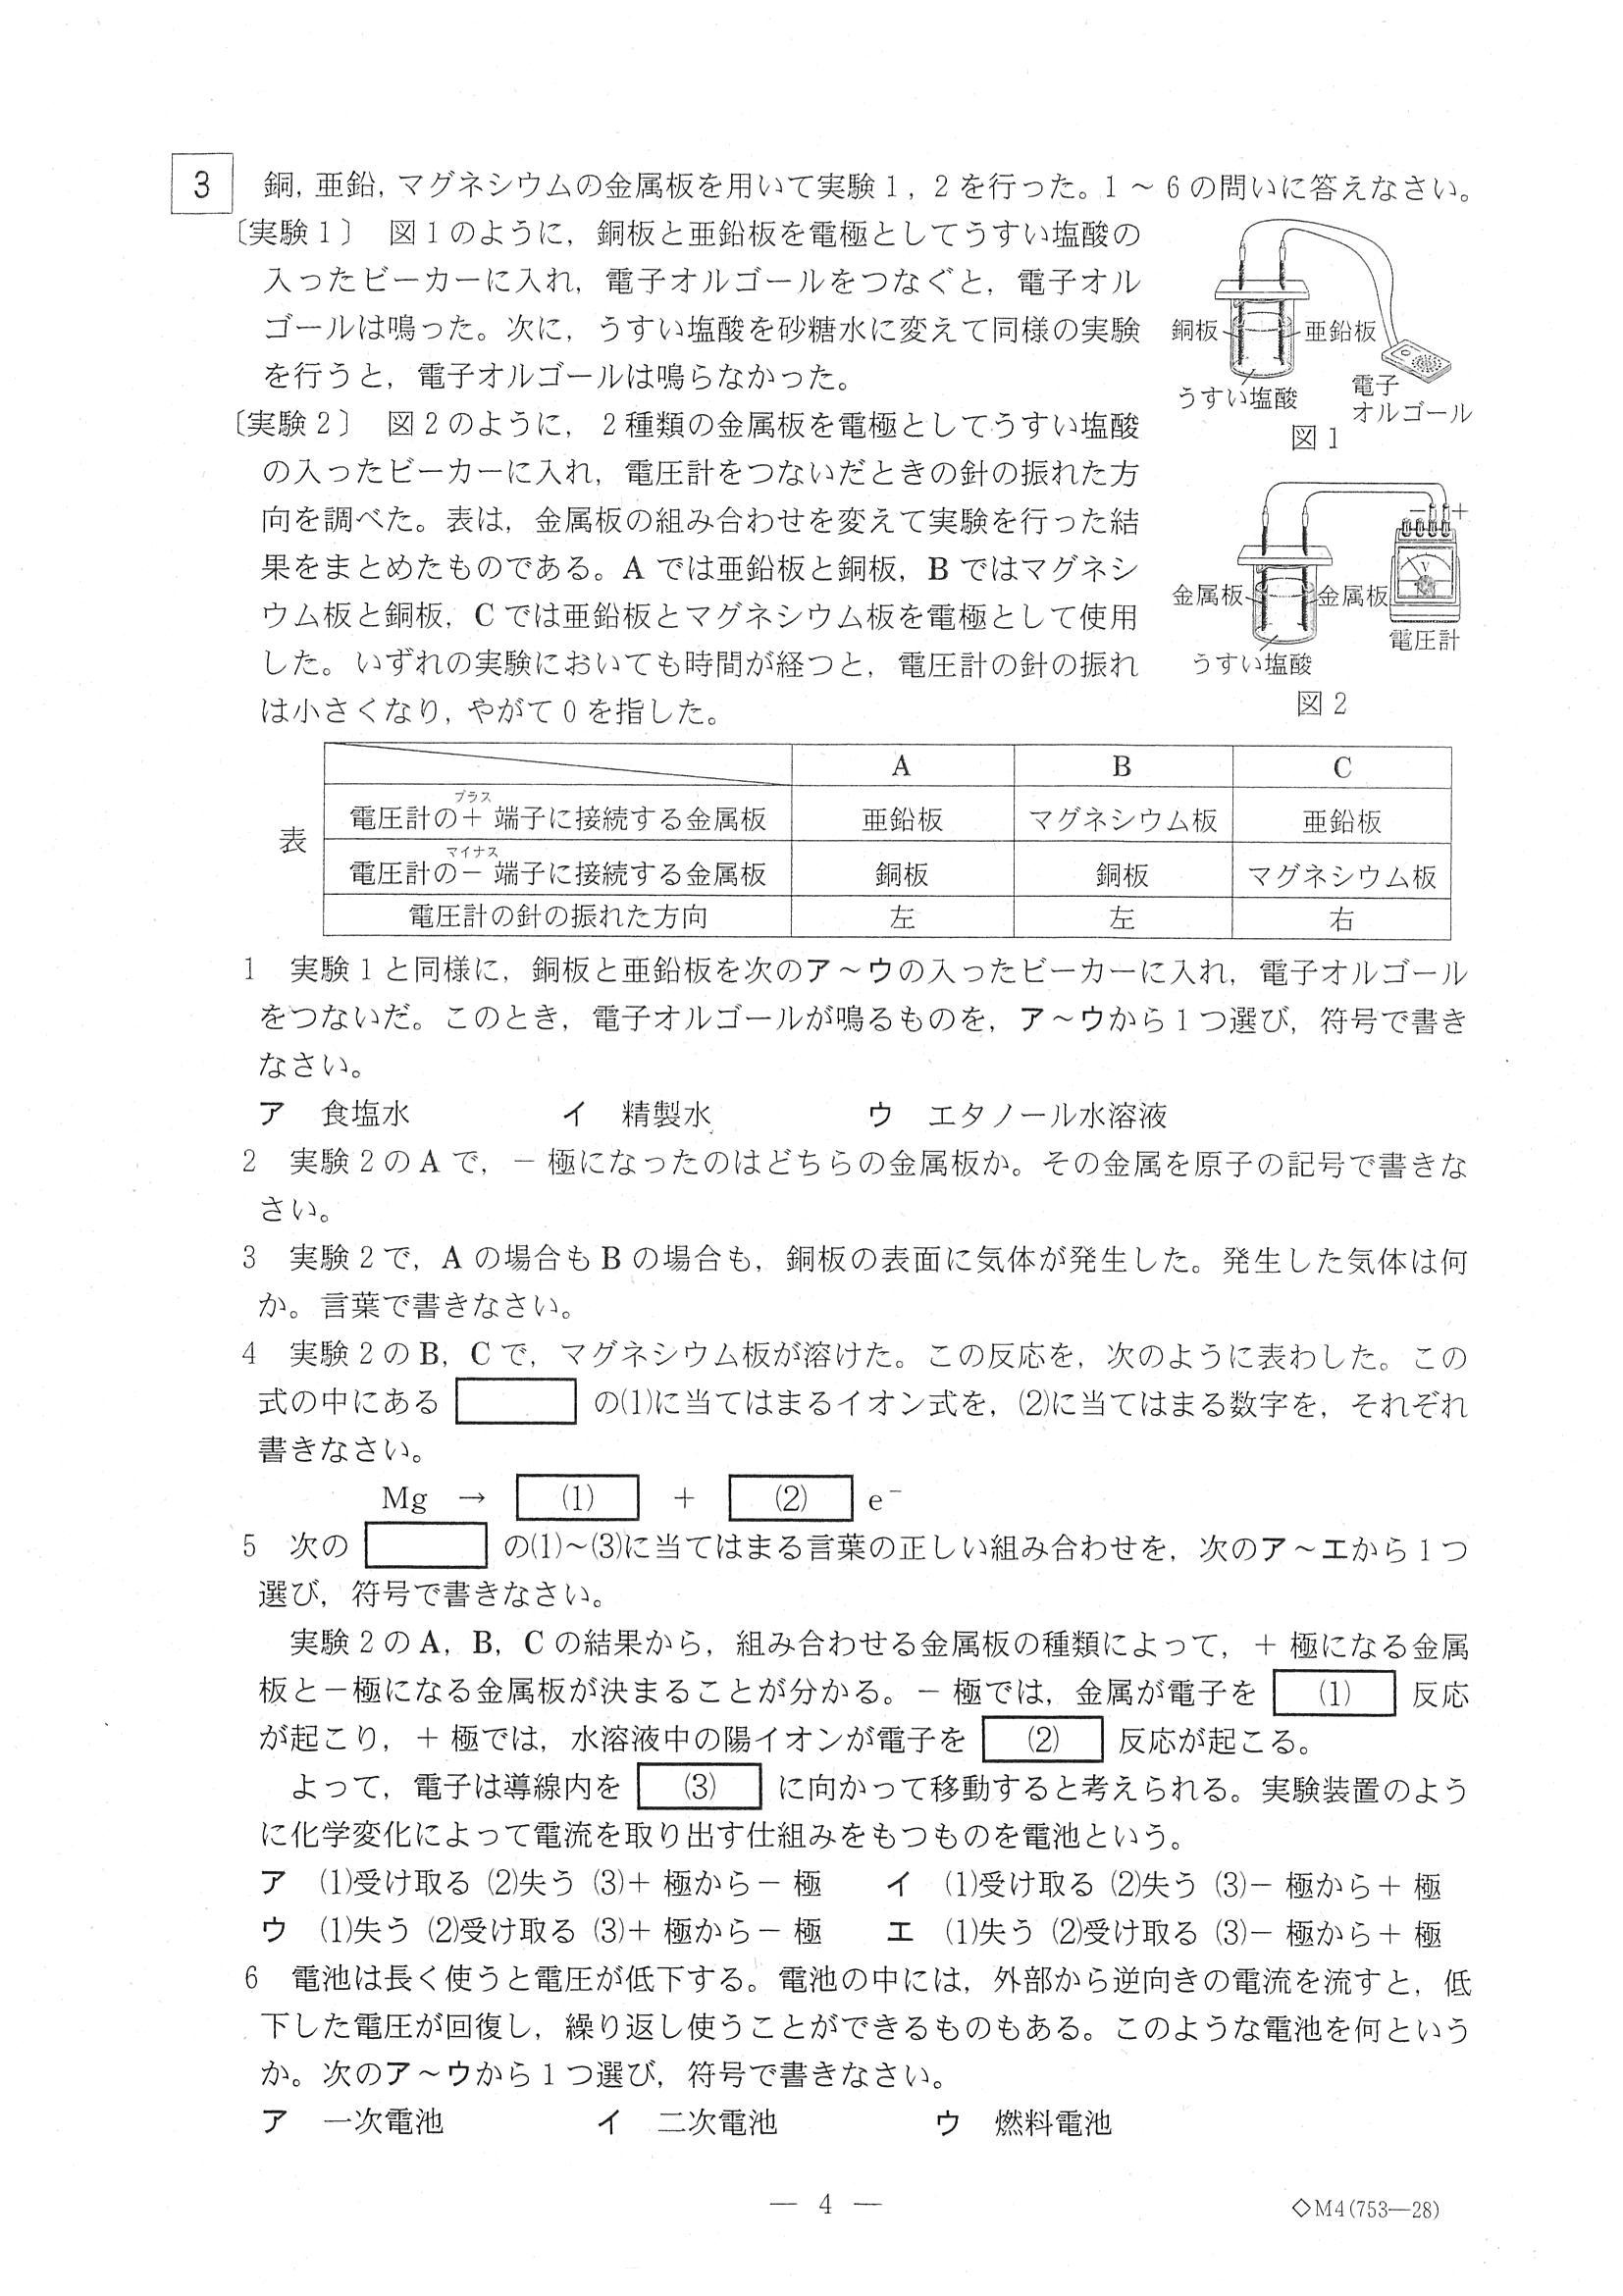 3 銅,亜鉛,マグネシウムの金属板を用いて実験1,2を行った。1～6の問いに答えなさい。
〔実験1〕 図1のように,銅板と亜鉛板を電極としてうすい塩酸の
入ったビーカーに入れ,電子オルゴールをつなぐと,電子オル
ゴールは鳴った。次に,うすい塩酸を砂糖水に変えて同様の実験
を行うと,電子オルゴールは鳴らなかった。
銅板
亜鉛板
うすい塩酸
電子
オルゴール
図1
〔実験2〕 図2のように,2種類の金属板を電極としてうすい塩酸
の入ったビーカーに入れ,電圧計をつないだときの針の振れた方
向を調べた。表は,金属板の組み合わせを変えて実験を行った結
果をまとめたものである。Aでは亜鉛板と銅板,Bではマグネシ
ウム板と銅板,Cでは亜鉛板とマグネシウム板を電極として使用
した。いずれの実験においても時間が経つと,電圧計の針の振れ
は小さくなり,やがて0を指した。
− +
V
金属板
金属板
電圧計
うすい塩酸
図2
表
A B C
プラス
電圧計の+端子に接続する金属板 亜鉛板 マグネシウム板 亜鉛板
マイナス
電圧計の−端子に接続する金属板 銅板 銅板 マグネシウム板
電圧計の針の振れた方向 左 左 右
1 実験1と同様に,銅板と亜鉛板を次のア～ウの入ったビーカーに入れ,電子オルゴール
をつないだ。このとき,電子オルゴールが鳴るものを,ア～ウから1つ選び,符号で書き
なさい。
ア 食塩水 イ 精製水 ウ エタノール水溶液
2 実験2のAで,−極になったのはどちらの金属板か。その金属を原子の記号で書きな
さい。
3 実験2で,Aの場合もBの場合も,銅板の表面に気体が発生した。発生した気体は何
か。言葉で書きなさい。
4 実験2のB,Cで,マグネシウム板が溶けた。この反応を,次のように表わした。この
式の中にある の(1)に当てはまるイオン式を,(2)に当てはまる数字を,それぞれ
書きなさい。
Mg → (1) + (2) e⁻
5 次の の(1)~(3)に当てはまる言葉の正しい組み合わせを,次のア～エから1つ
選び,符号で書きなさい。
実験2のA,B,Cの結果から,組み合わせる金属板の種類によって,+極になる金属
板と−極になる金属板が決まることが分かる。−極では,金属が電子を (1) 反応
が起こり,+極では,水溶液中の陽イオンが電子を (2) 反応が起こる。
よって,電子は導線内を (3) に向かって移動すると考えられる。実験装置のよう
に化学変化によって電流を取り出す仕組みをもつものを電池という。
ア (1)受け取る (2)失う (3)+極から−極 イ (1)受け取る (2)失う (3)−極から+極
ウ (1)失う (2)受け取る (3)+極から−極 エ (1)失う (2)受け取る (3)−極から+極
6 電池は長く使うと電圧が低下する。電池の中には,外部から逆向きの電流を流すと,低
下した電圧が回復し,繰り返し使うことができるものもある。このような電池を何という
か。次のア～ウから1つ選び,符号で書きなさい。
ア 一次電池 イ 二次電池 ウ 燃料電池
― 4 ―
◇M4(753―28)